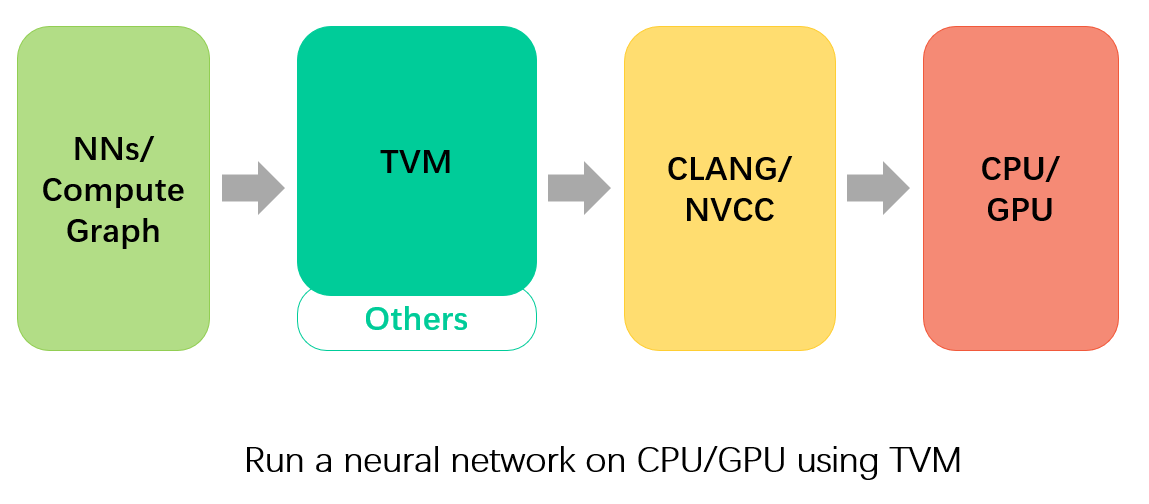 NNs/
Compute
Graph
TVM
Others
CLANG/
NVCC
CPU/
GPU
Run a neural network on CPU/GPU using TVM